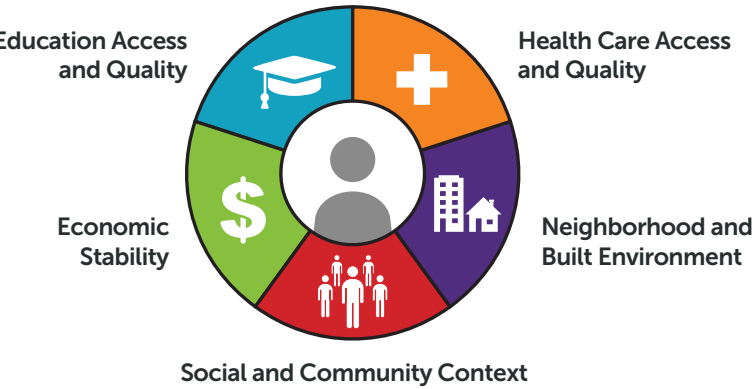 Education Access
and Quality
Health Care Access
and Quality
$
Economic
Stability
Neighborhood and
Built Environment
Social and Community Context